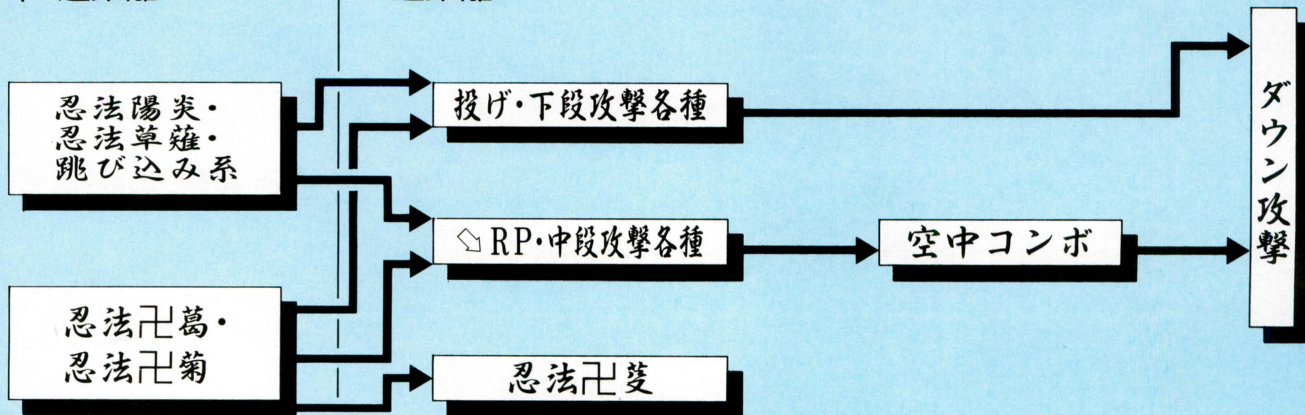 忍法陽炎・
忍法草薙・
跳び込み系
投げ・下段攻撃各種
⇘RP・中段攻撃各種
空中コンボ
ダウン攻撃
忍法卍葛・
忍法卍菊
忍法卍芟